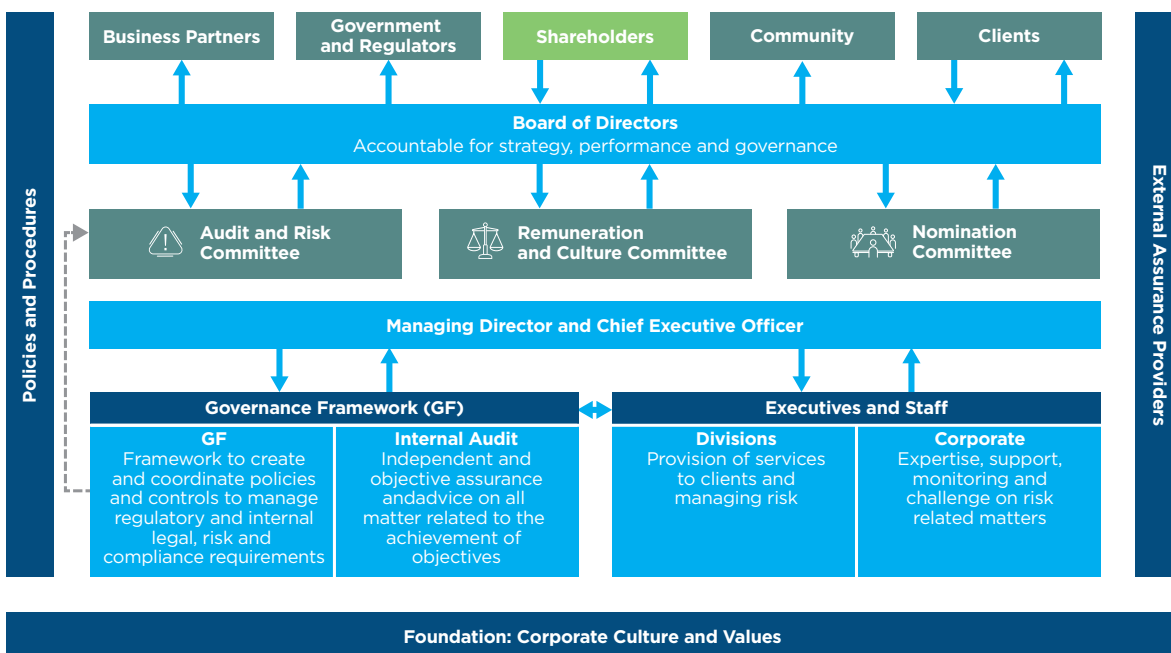 Business Partners
Government
and Regulators
Shareholders
Community
Clients
Board of Directors
Accountable for strategy, performance and governance
Audit and Risk
Committee
Remuneration
and Culture Committee
Nomination
Committee
Managing Director and Chief Executive Officer
Governance Framework (GF)
GF
Framework to create
and coordinate policies
and controls to manage
regulatory and internal
legal, risk and
compliance requirements
Internal Audit
Independent and
objective assurance
andadvice on all
matter related to the
achievement of
objectives
Executives and Staff
Divisions
Provision of services
to clients and
managing risk
Corporate
Expertise, support,
monitoring and
challenge on risk
related matters
Policies and Procedures
External Assurance Providers
Foundation: Corporate Culture and Values